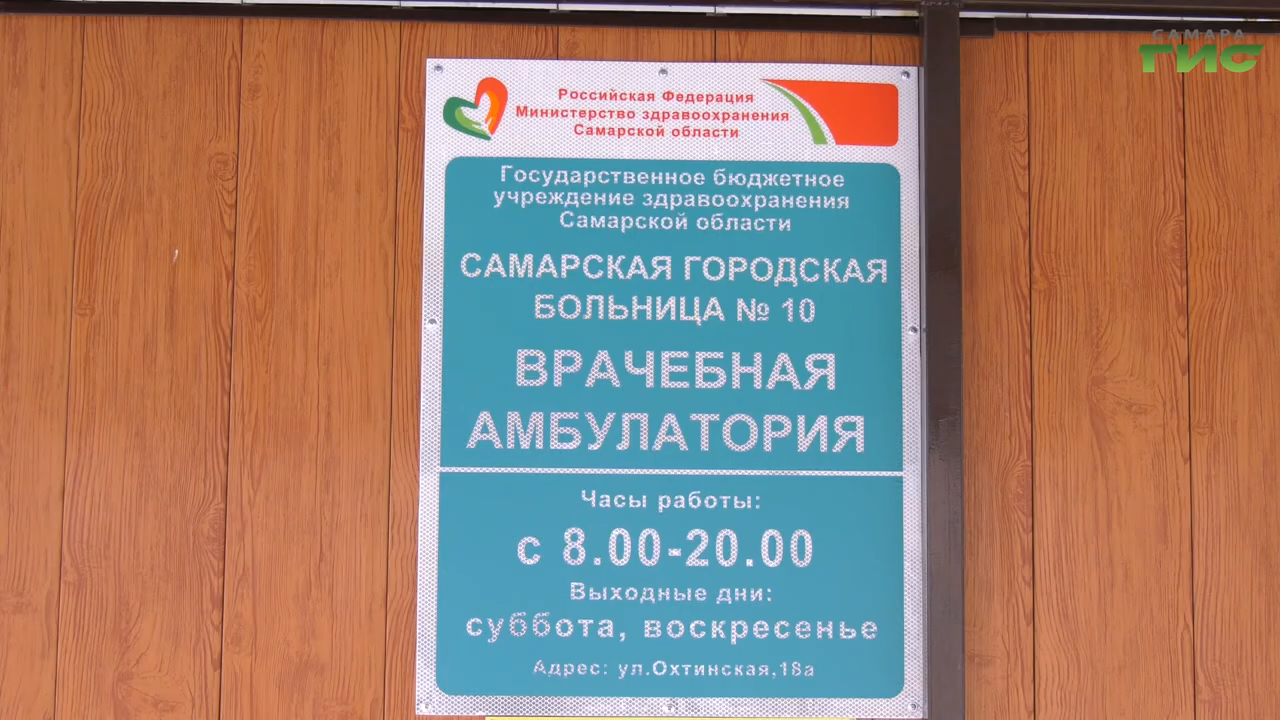 САМАРА
ГИС
Российская Федерация
Министерство здравоохранения
Самарской области
Государственное бюджетное
учреждение здравоохранения
Самарской области
САМАРСКАЯ ГОРОДСКАЯ
БОЛЬНИЦА № 10
ВРАЧЕБНАЯ
АМБУЛАТОРИЯ
Часы работы:
с 8.00-20.00
Выходные дни:
суббота, воскресенье
Адрес: ул.Охтинская,18а